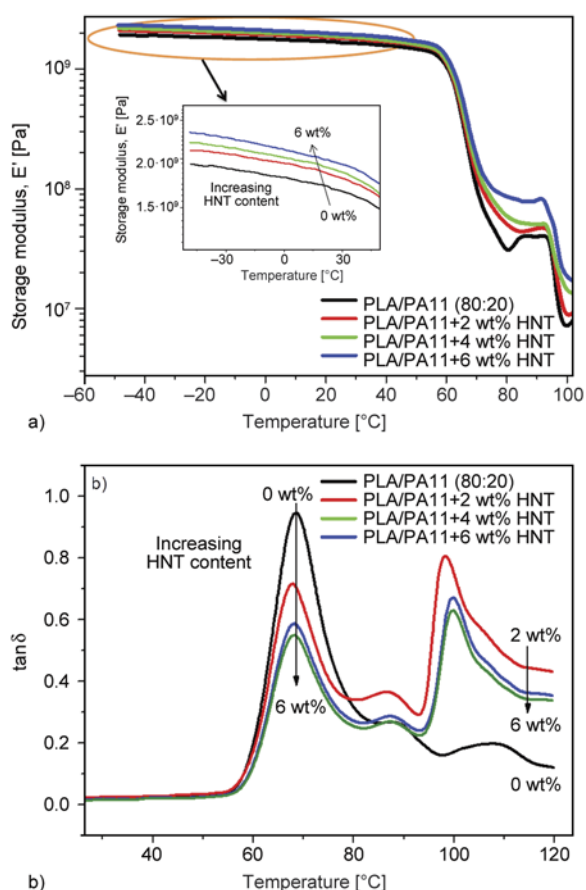 10⁹
10⁸
10⁷
Storage modulus, E' [Pa]
2.5·10⁹
2.0·10⁹
1.5·10⁹
Storage modulus, E' [Pa]
6 wt%
Increasing
HNT content
0 wt%
–30 0 30
Temperature [°C]
PLA/PA11 (80:20)
PLA/PA11+2 wt% HNT
PLA/PA11+4 wt% HNT
PLA/PA11+6 wt% HNT
–60 –40 –20 0 20 40 60 80 100
Temperature [°C]
a)
b)
PLA/PA11 (80:20)
PLA/PA11+2 wt% HNT
PLA/PA11+4 wt% HNT
PLA/PA11+6 wt% HNT
0 wt%
Increasing
HNT content
1.0
0.8
0.6
0.4
0.2
0.0
tanδ
6 wt%
2 wt%
6 wt%
0 wt%
40 60 80 100 120
Temperature [°C]
b)